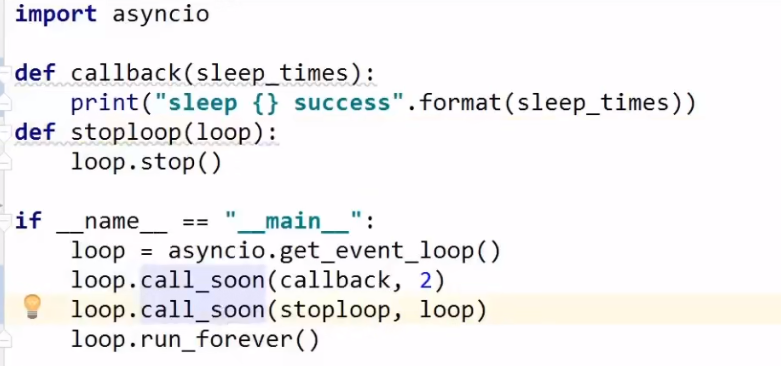 import asyncio
def callback(sleep_times):
    print("sleep {} success".format(sleep_times))
def stoploop(loop):
    loop.stop()
if __name__ == "__main__":
    loop = asyncio.get_event_loop()
    loop.call_soon(callback, 2)
    loop.call_soon(stoploop, loop)
    loop.run_forever()